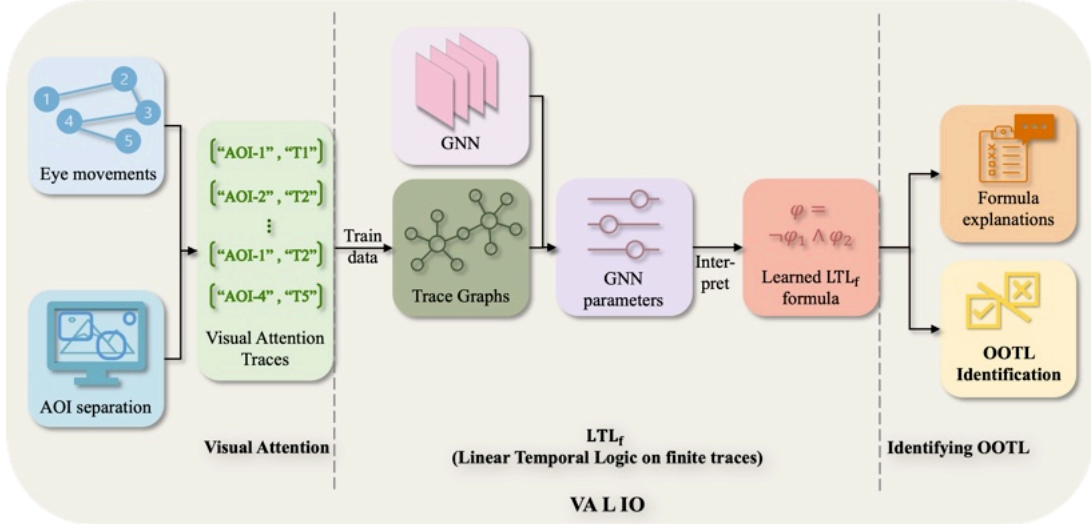 1
2
3
4
5
Eye movements
AOI separation
("AOI-1" , "T1")
("AOI-2" , "T2")
⋮
("AOI-1" , "T2")
("AOI-4" , "T5")
Visual Attention
Traces
Train
data
GNN
Trace Graphs
GNN
parameters
Inter-
pret
φ =
¬φ₁ ∧ φ₂
Learned LTL_f
formula
Formula
explanations
OOTL
Identification
Visual Attention
LTL_f
(Linear Temporal Logic on finite traces)
Identifying OOTL
VA L IO